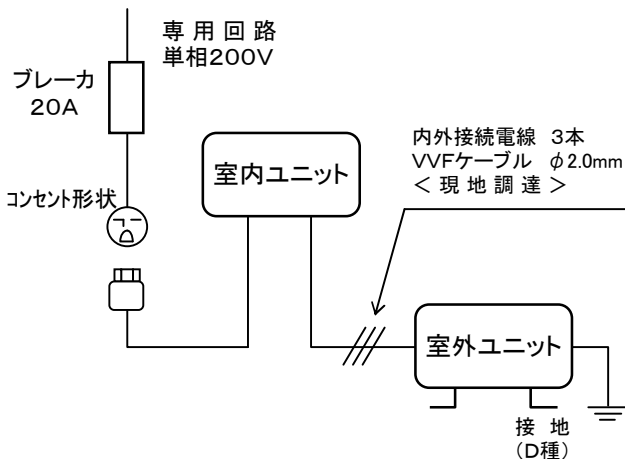 専用回路
単相200V
ブレーカ
20A
コンセント形状
室内ユニット
内外接続電線 3本
VVFケーブル φ2.0mm
＜現地調達＞
室外ユニット
接地
（D種）